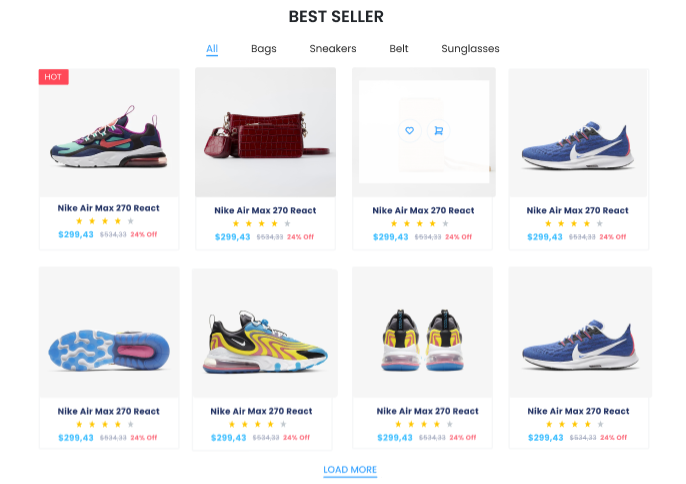 BEST SELLER
All Bags Sneakers Belt Sunglasses
HOT
Nike Air Max 270 React Nike Air Max 270 React Nike Air Max 270 React Nike Air Max 270 React
$299,43 $534,33 24% Off $299,43 $534,33 24% Off $299,43 $534,33 24% Off $299,43 $534,33 24% Off
Nike Air Max 270 React Nike Air Max 270 React Nike Air Max 270 React Nike Air Max 270 React
$299,43 $534,33 24% Off $299,43 $534,33 24% Off $299,43 $534,33 24% Off $299,43 $534,33 24% Off
LOAD MORE